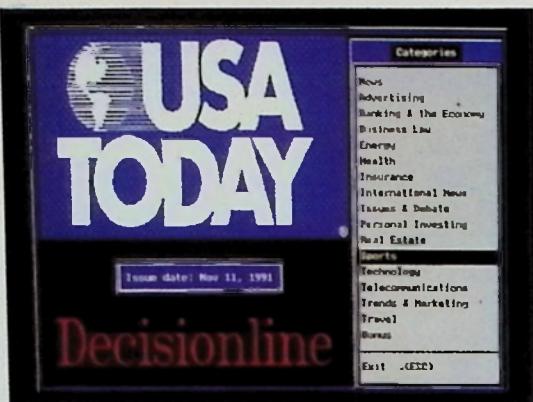 USA
TODAY
®
Issue date: Nov 11, 1991
Decisionline
Categories
News
Advertising
Banking & the Economy
Business Law
Energy
Health
Insurance
International News
Issues & Debate
Personal Investing
Real Estate
Sports
Technology
Telecommunications
Trends & Marketing
Travel
Bonus
Exit .(ESC)